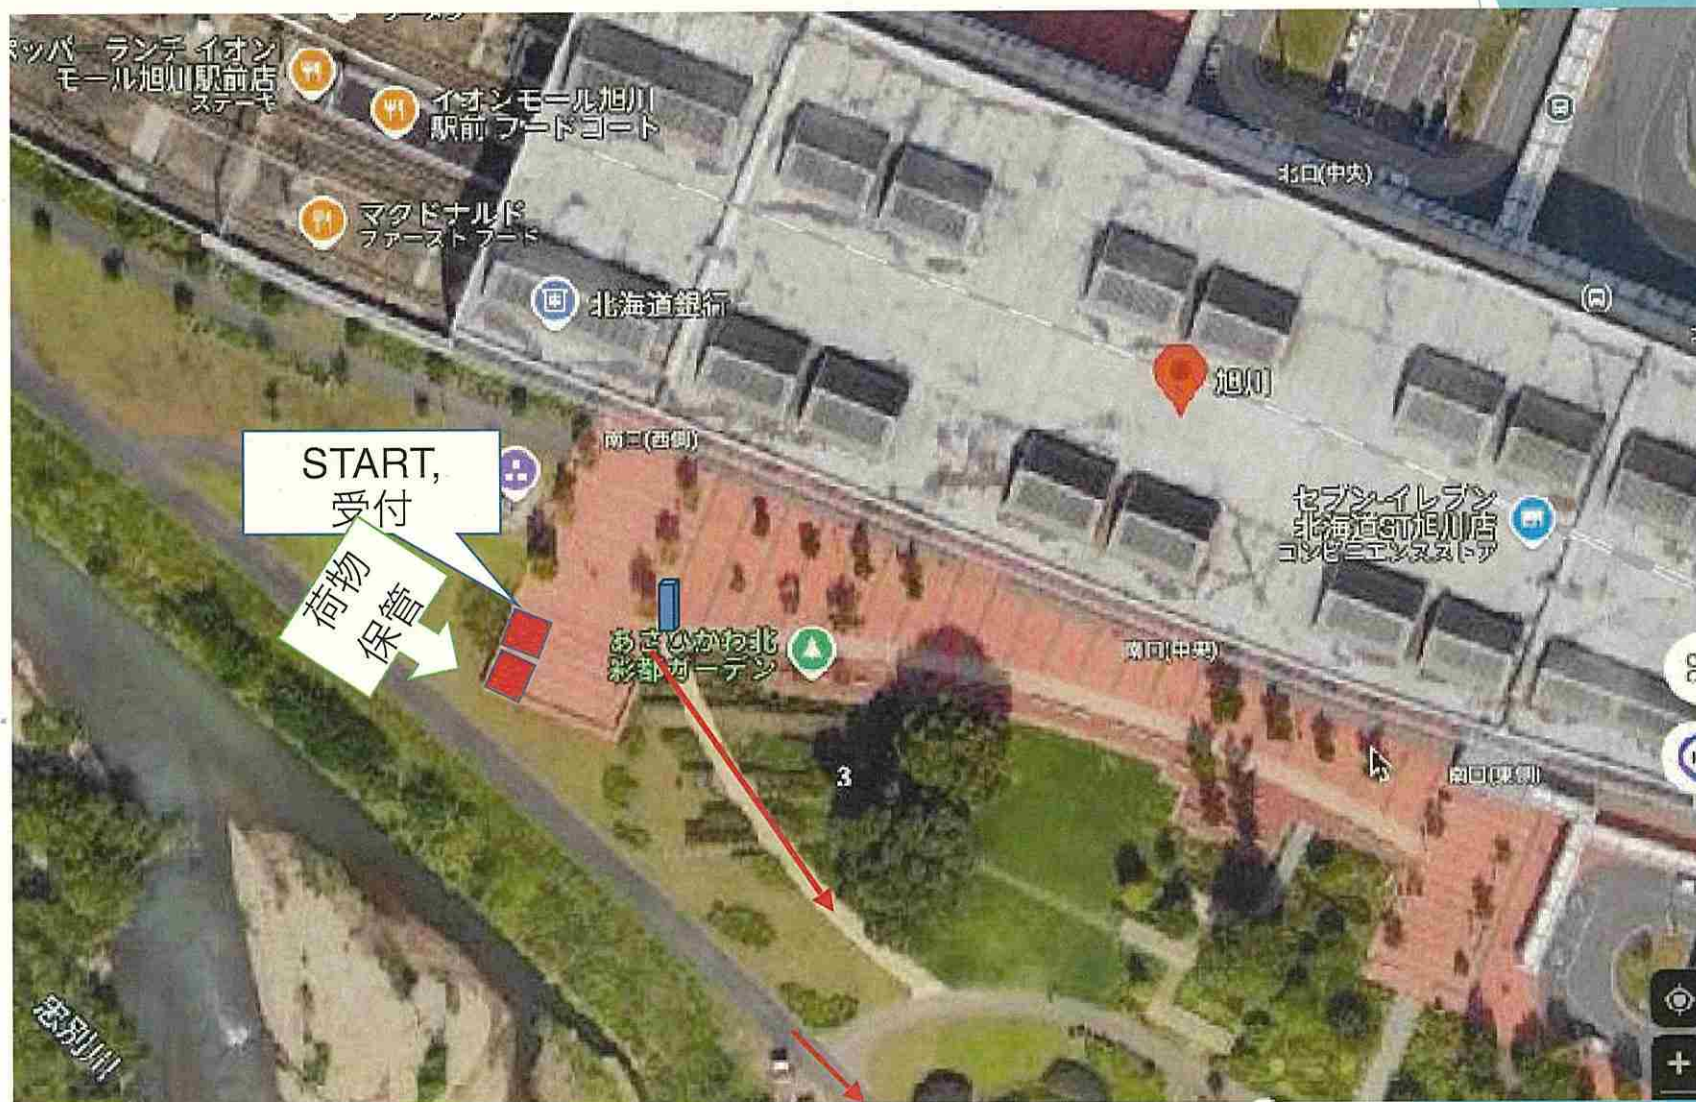 ペッパーランチ イオン
モール旭川駅前店
ステーキ
イオンモール旭川
駅前 フードコート
マクドナルド
ファースト フード
北海道銀行
北口(中央)
旭川
南口(西側)
START,
受付
荷物
保管
セブン-イレブン
北海道ST旭川店
コンビニエンスストア
あさひかわ北
彩都ガーデン
南口(中央)
3
南口(東側)
忠別川